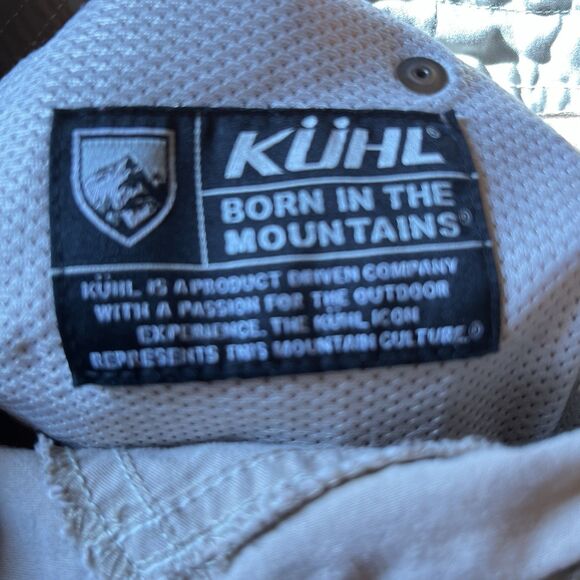 KÜHL®
BORN IN THE
MOUNTAINS®
KÜHL IS A PRODUCT DRIVEN COMPANY
WITH A PASSION FOR THE OUTDOOR
EXPERIENCE. THE KÜHL ICON
REPRESENTS THIS MOUNTAIN CULTURE.®